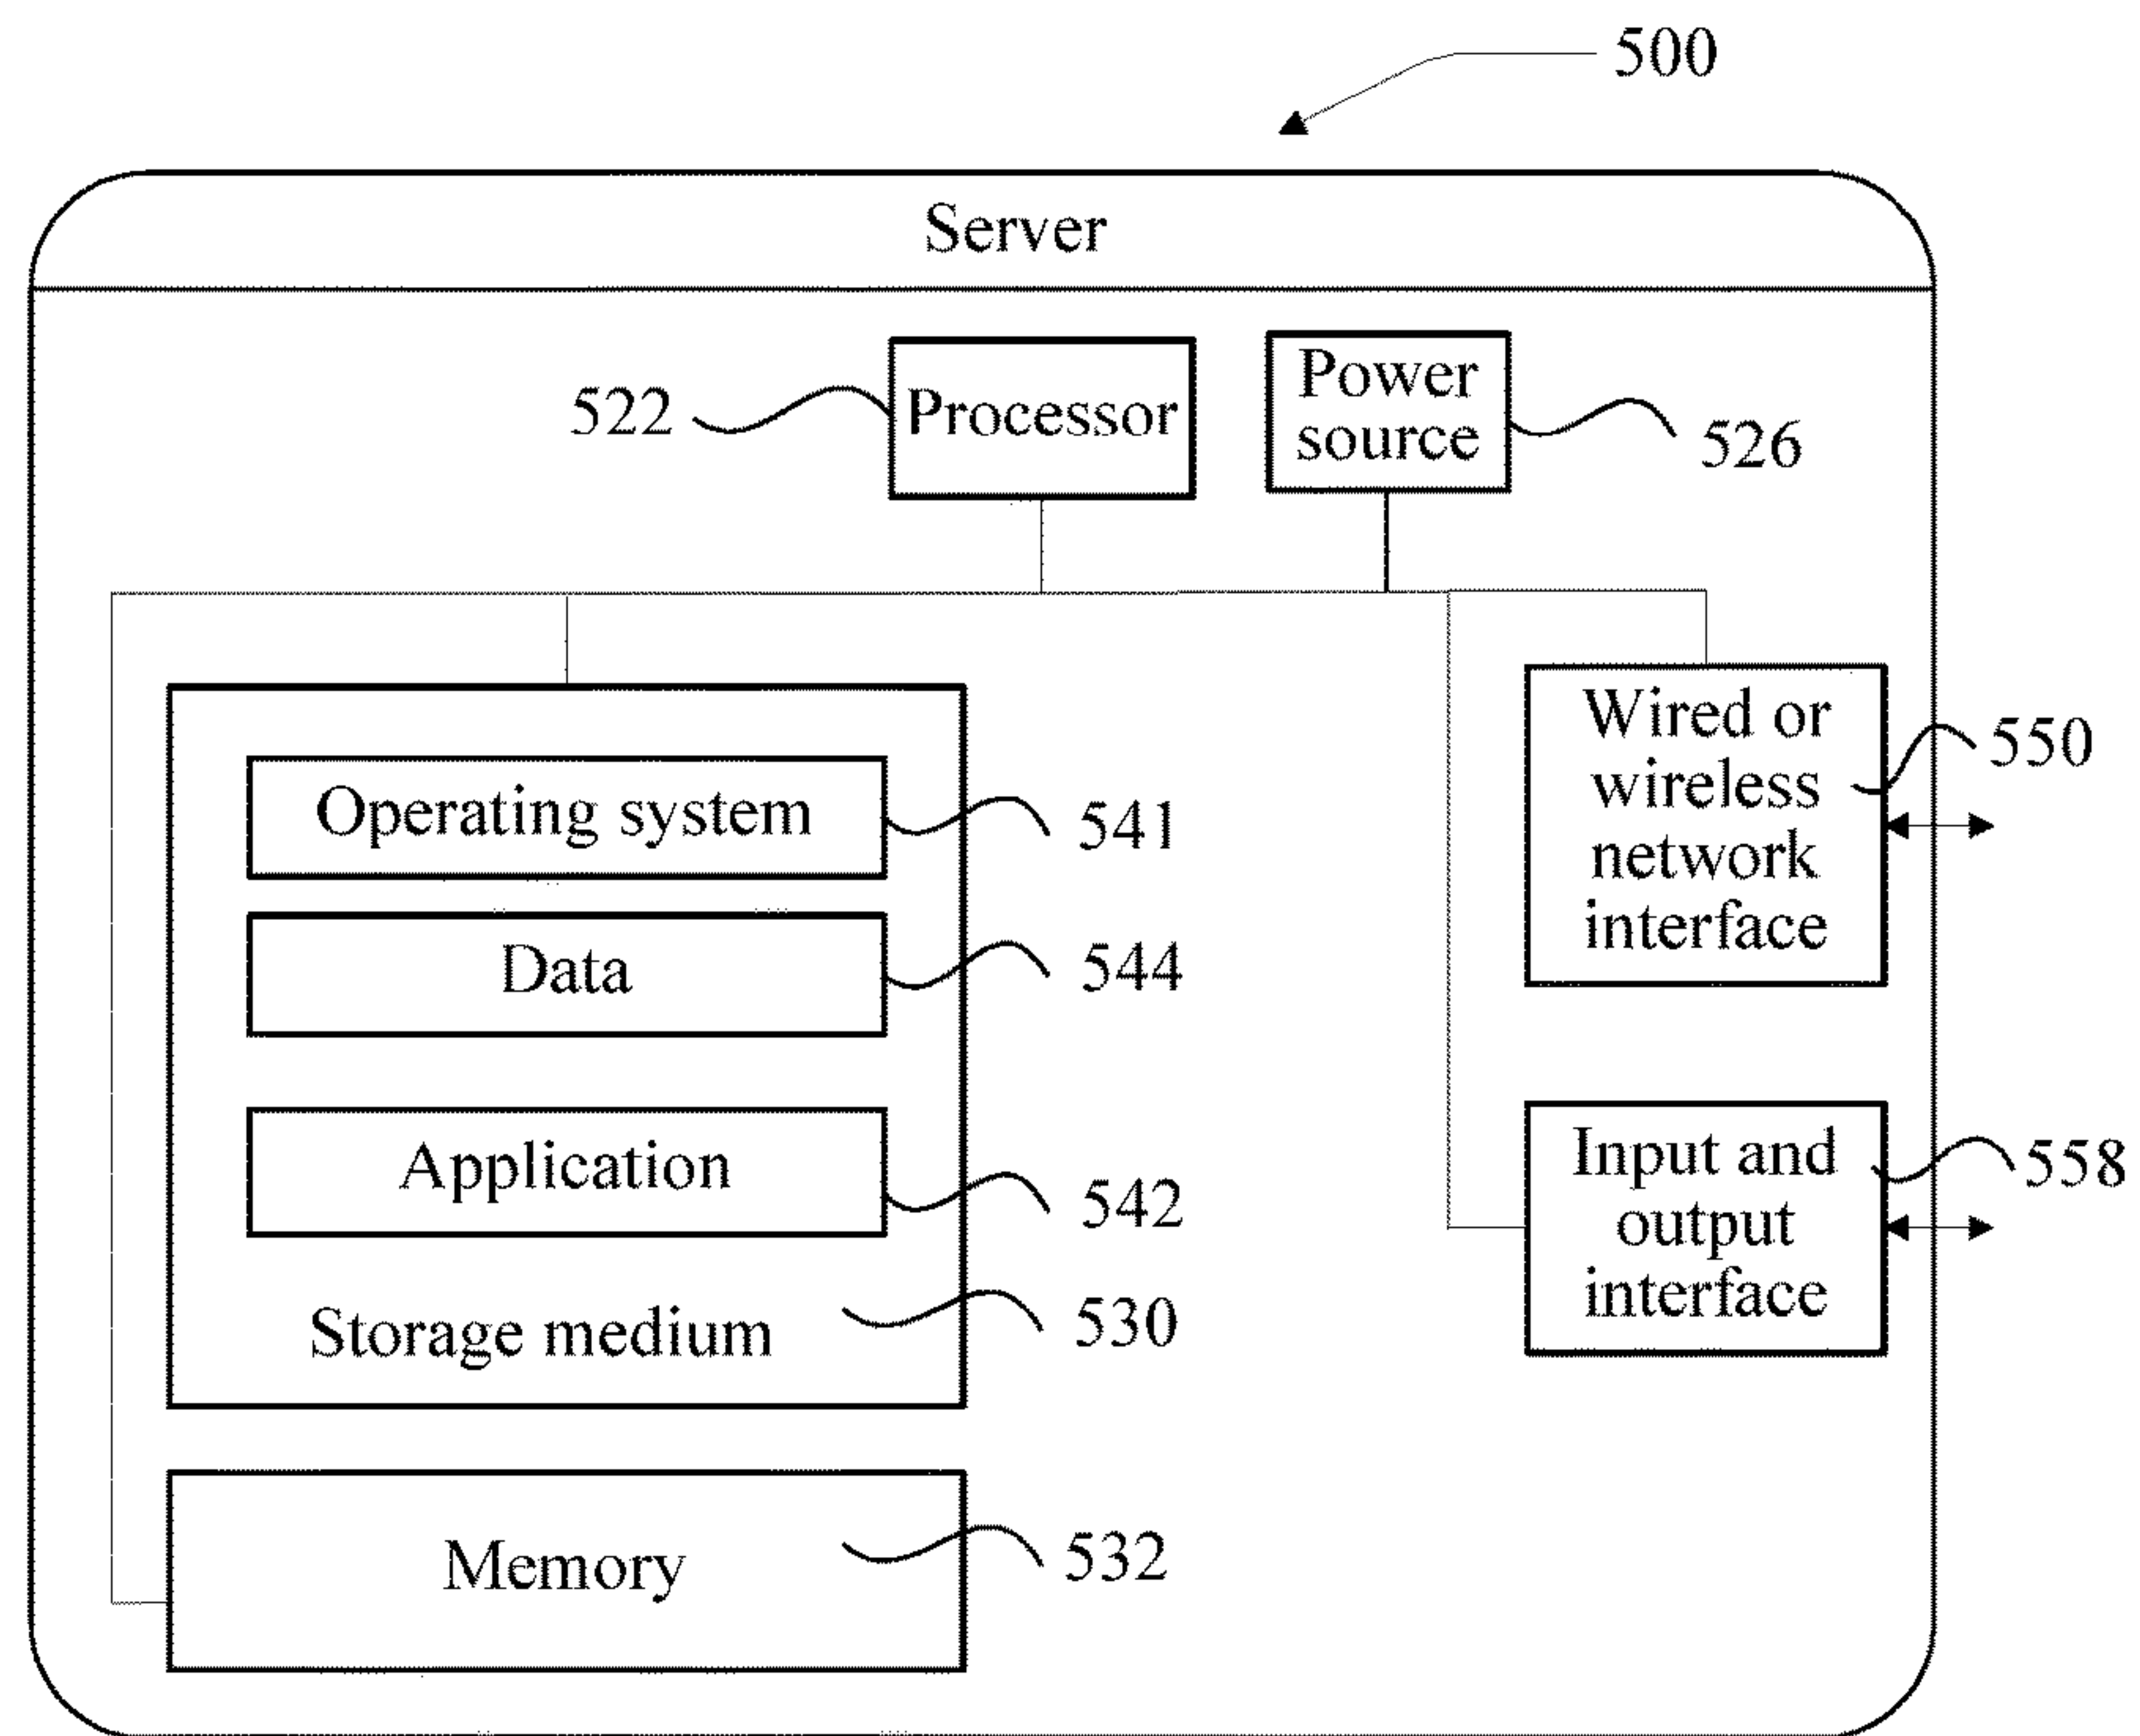 500
Server
522
Processor
Power
source
526
Operating system
541
Data
544
Application
542
Storage medium
530
Memory
532
Wired or
wireless
network
interface
550
Input and
output
interface
558